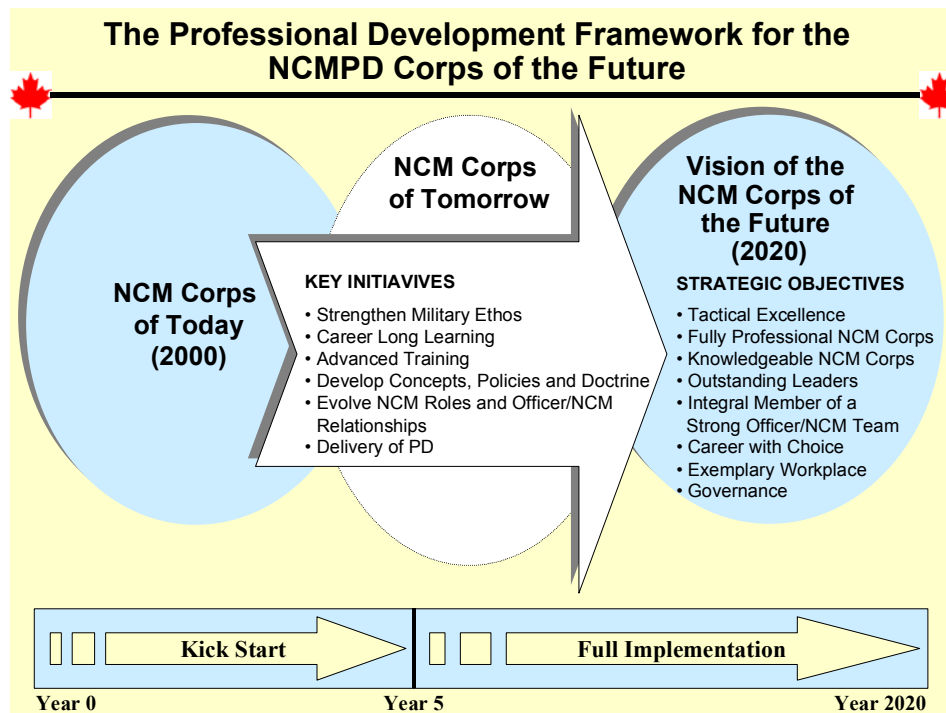 The Professional Development Framework for the
NCMPD Corps of the Future
NCM Corps
of Today
(2000)
NCM Corps
of Tomorrow
KEY INITIAVIVES
• Strengthen Military Ethos
• Career Long Learning
• Advanced Training
• Develop Concepts, Policies and Doctrine
• Evolve NCM Roles and Officer/NCM
Relationships
• Delivery of PD
Vision of the
NCM Corps of
the Future
(2020)
STRATEGIC OBJECTIVES
• Tactical Excellence
• Fully Professional NCM Corps
• Knowledgeable NCM Corps
• Outstanding Leaders
• Integral Member of a
Strong Officer/NCM Team
• Career with Choice
• Exemplary Workplace
• Governance
Kick Start
Full Implementation
Year 0
Year 5
Year 2020